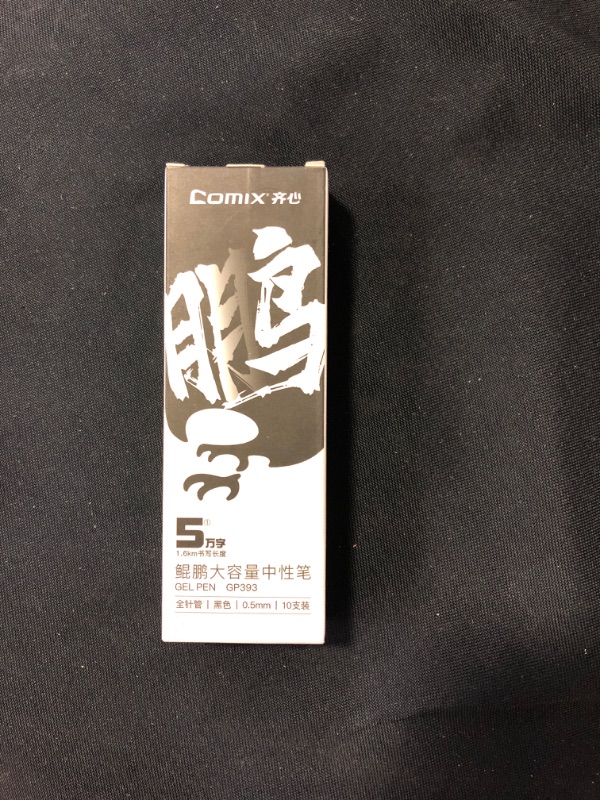 Comix 齐心
鹏
5万字①
1.6km书写长度
鲲鹏大容量中性笔
GEL PEN GP393
全针管 | 黑色 | 0.5mm | 10支装